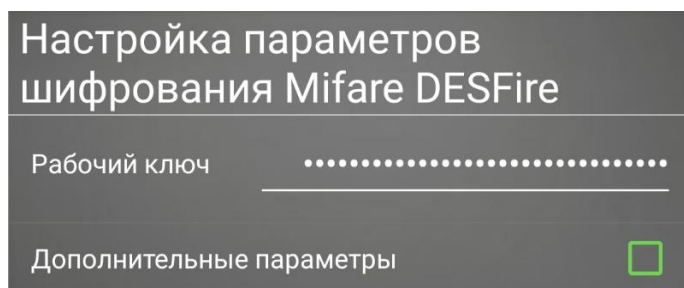 Настройка параметров
шифрования Mifare DESFire
Рабочий ключ ••••••••••••••••••••••••••••••••
Дополнительные параметры